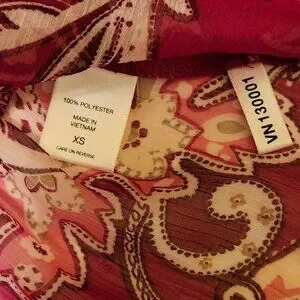 100% POLYESTER
MADE IN
VIETNAM
XS
CARE ON REVERSE
VN130001